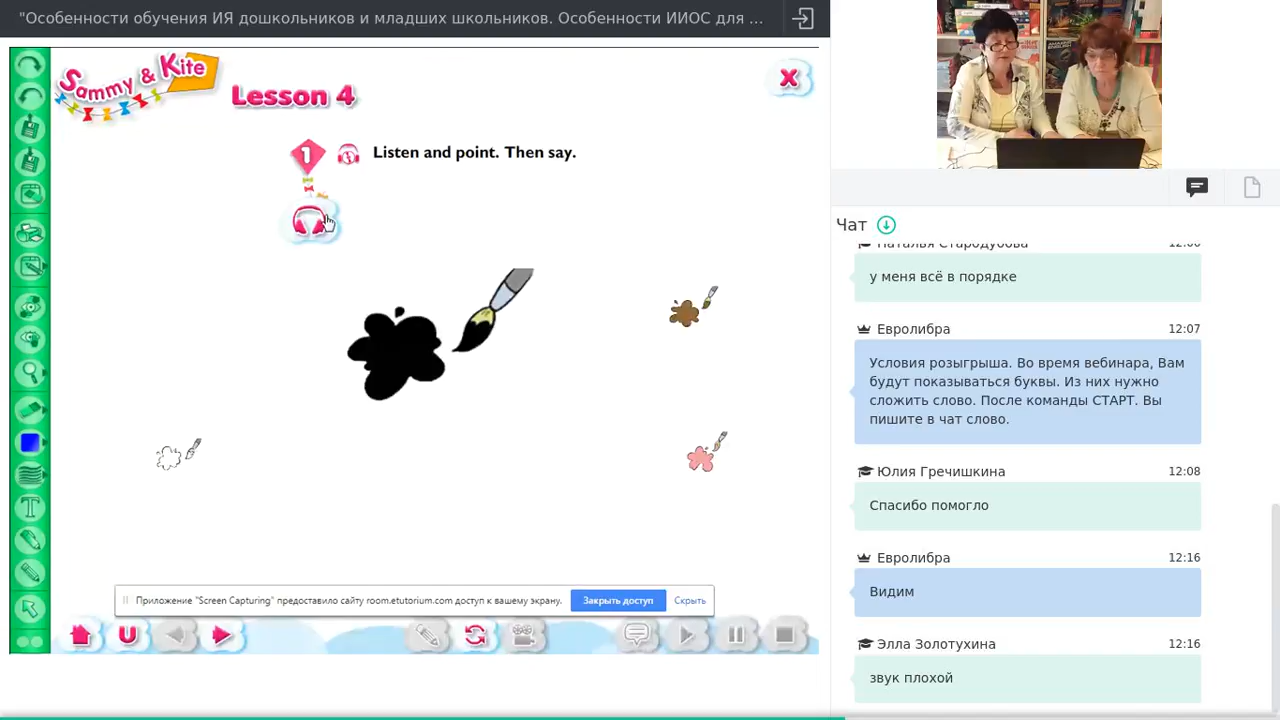 "Особенности обучения ИЯ дошкольников и младших школьников. Особенности ИИОС для ...
Sammy & Kite
Lesson 4
1 Listen and point. Then say.
Приложение "Screen Capturing" предоставило сайту room.etutorium.com доступ к вашему экрану.
Закрыть доступ
Скрыть
U
T
Чат
Наталья Стародубова 12:06
у меня всё в порядке
Евролибра 12:07
Условия розыгрыша. Во время вебинара, Вам
будут показываться буквы. Из них нужно
сложить слово. После команды СТАРТ. Вы
пишите в чат слово.
Юлия Гречишкина 12:08
Спасибо помогло
Евролибра 12:16
Видим
Элла Золотухина 12:16
звук плохой